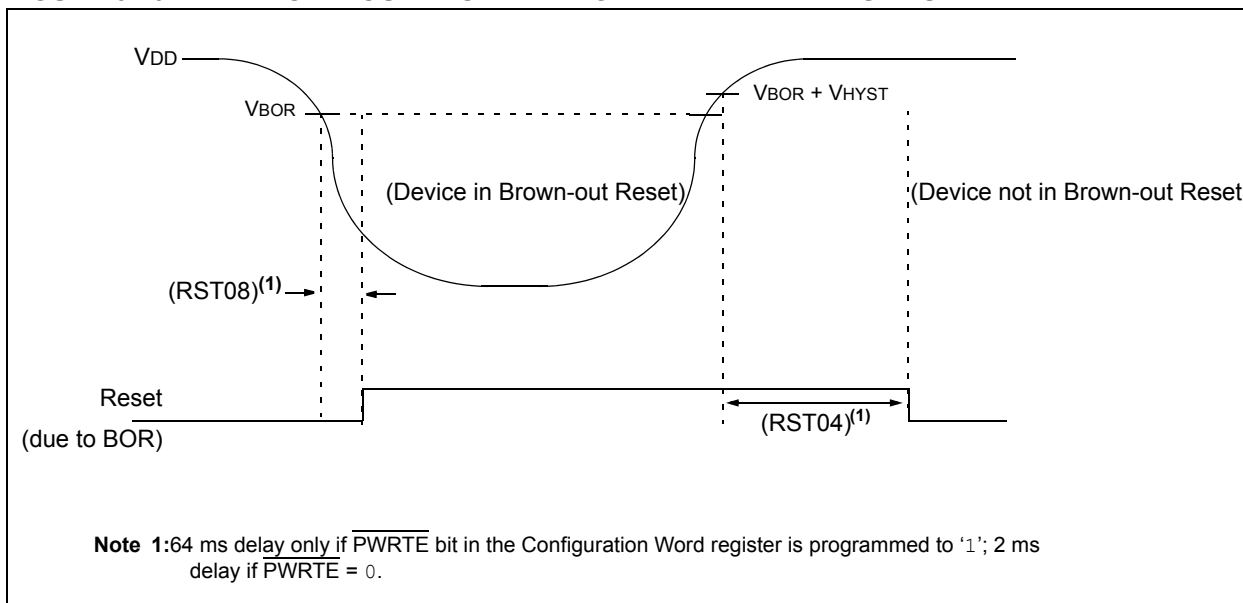 VDD
VBOR
VBOR + VHYST
(Device in Brown-out Reset)
(Device not in Brown-out Reset
(RST08)(1)
Reset
(due to BOR)
(RST04)(1)
Note 1:64 ms delay only if PWRTE bit in the Configuration Word register is programmed to ‘1’; 2 ms
delay if PWRTE = 0.